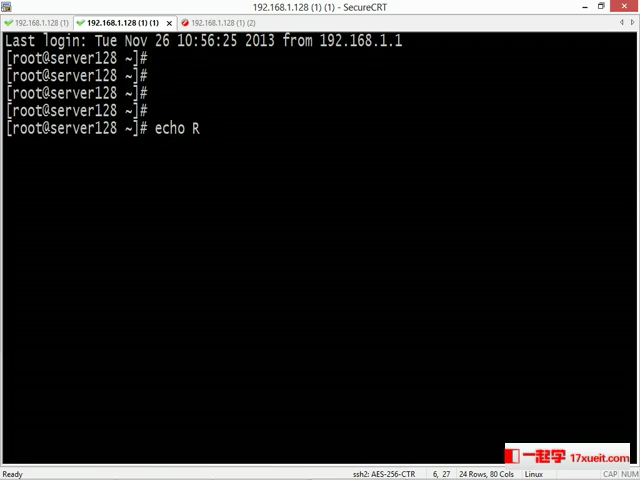 192.168.1.128 (1) (1) - SecureCRT
192.168.1.128 (1)
192.168.1.128 (1) (1)
192.168.1.128 (1) (2)
Last login: Tue Nov 26 10:56:25 2013 from 192.168.1.1
[root@server128 ~]#
[root@server128 ~]#
[root@server128 ~]#
[root@server128 ~]#
[root@server128 ~]# echo R
一起学 17xueit.com
Ready ssh2: AES-256-CTR 6, 27 24 Rows, 80 Cols Linux CAP NUM